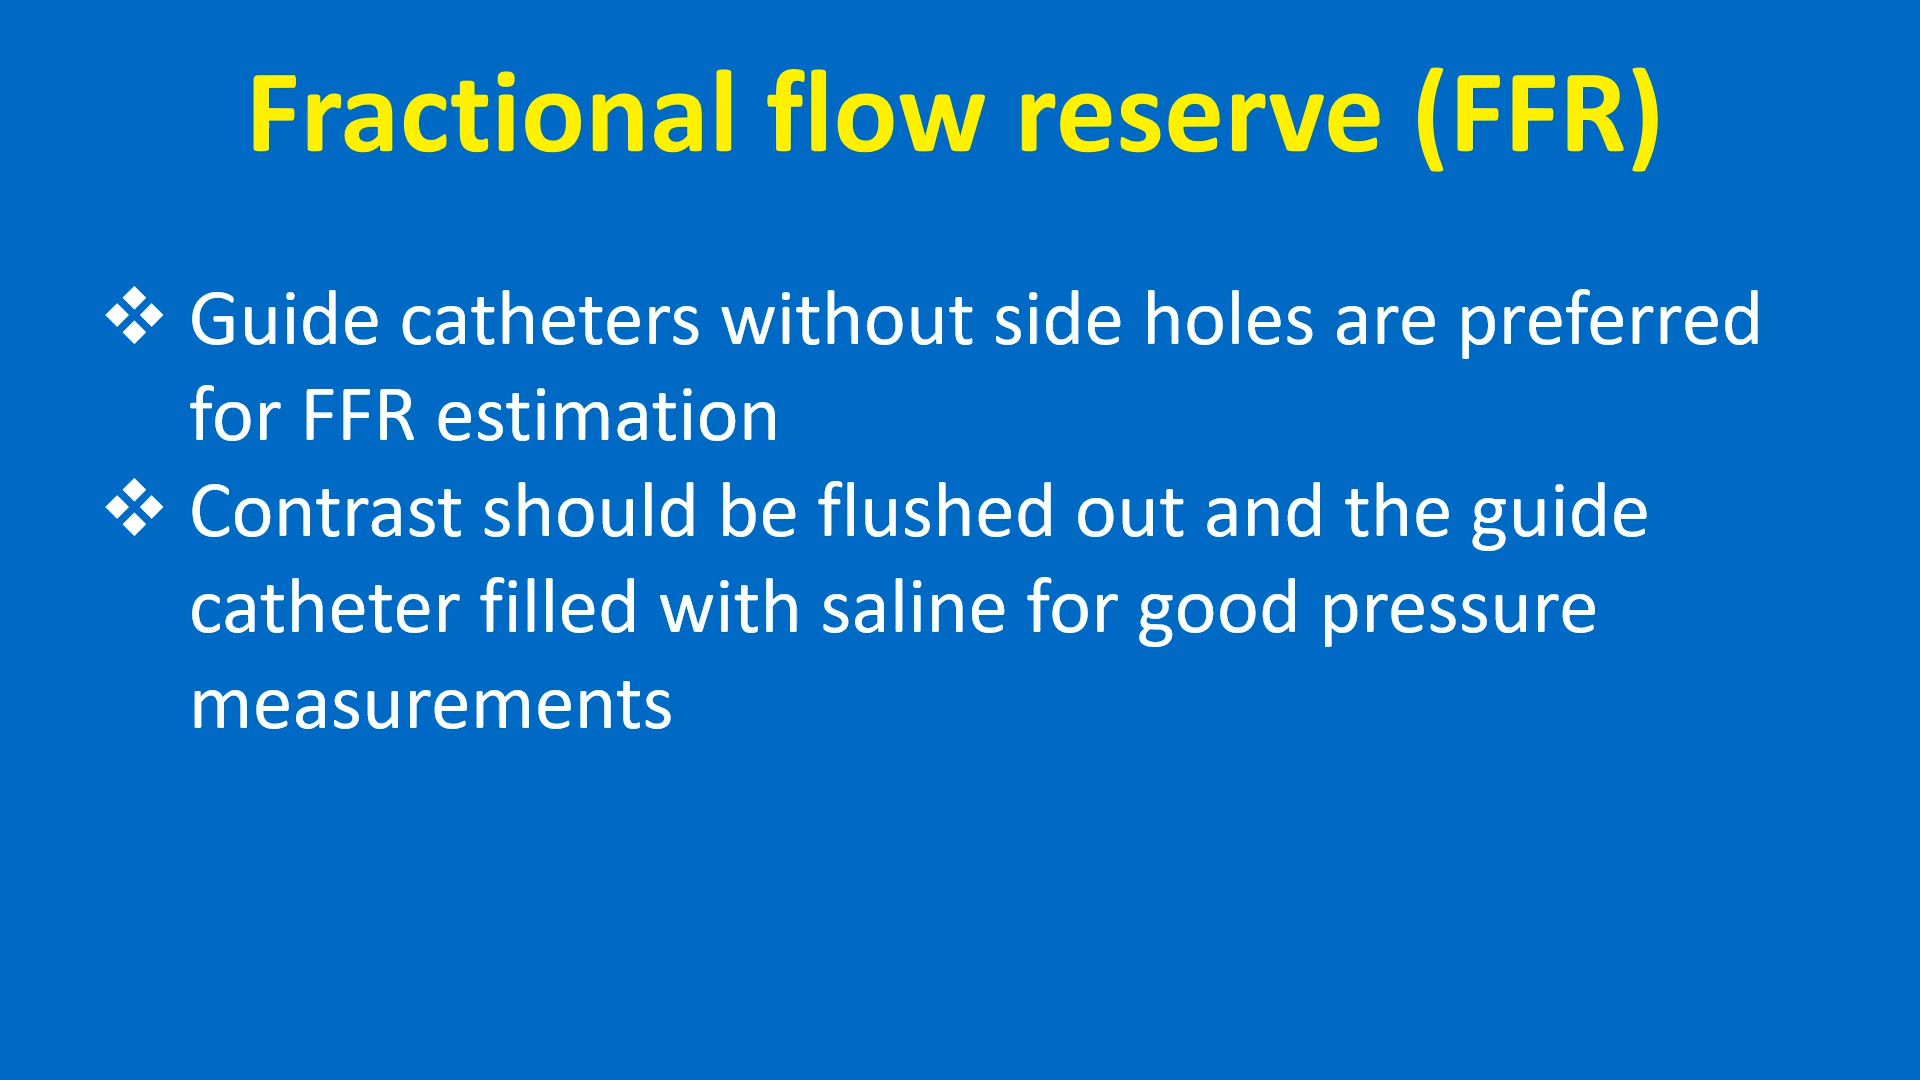 Fractional flow reserve (FFR)
❖ Guide catheters without side holes are preferred
for FFR estimation
❖ Contrast should be flushed out and the guide
catheter filled with saline for good pressure
measurements